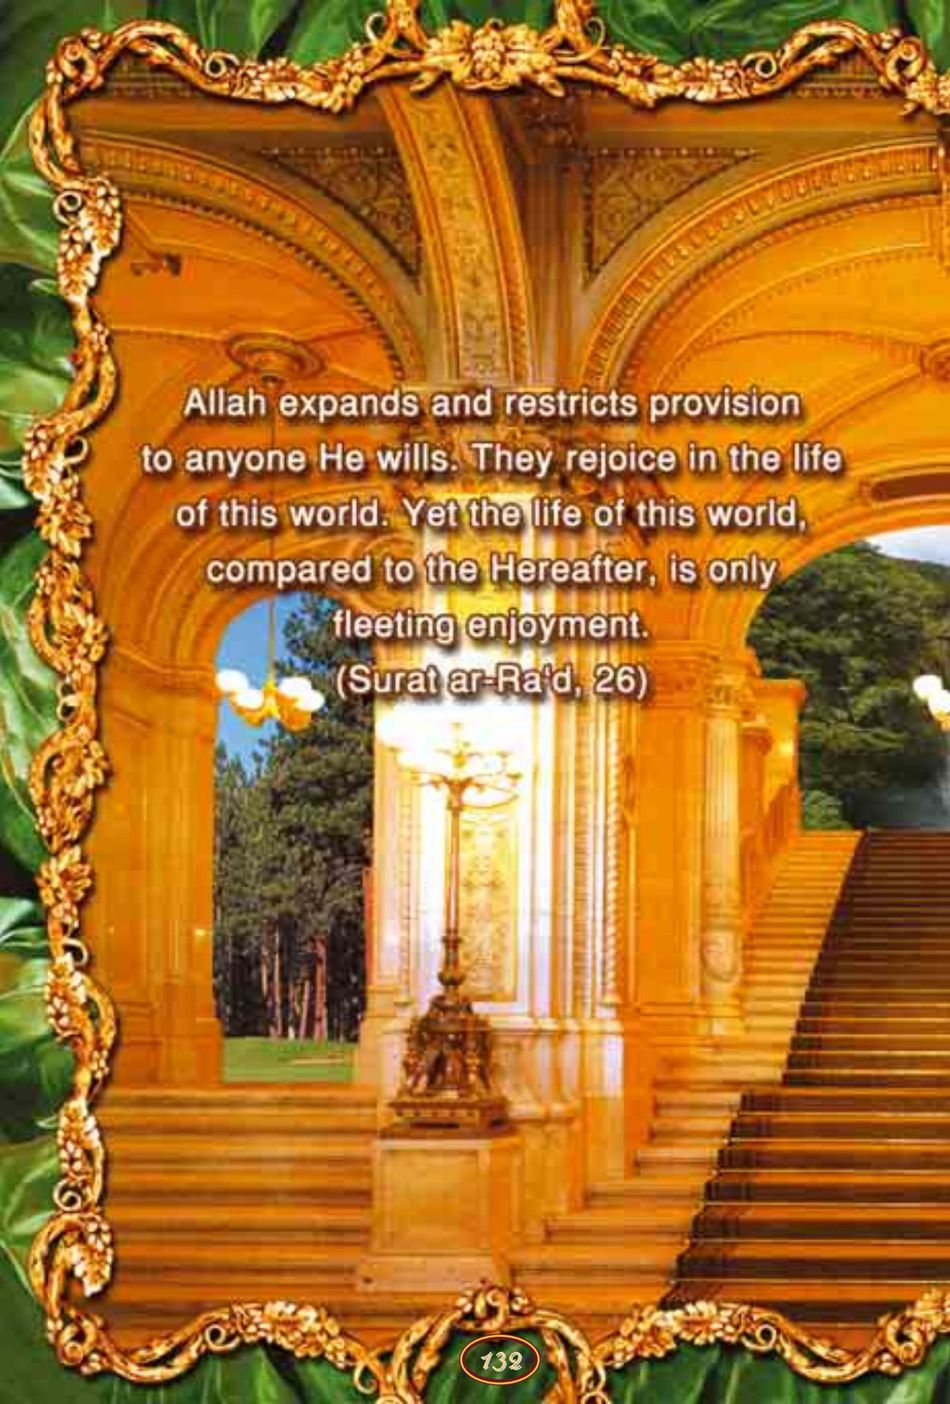 Allah expands and restricts provision
to anyone He wills. They rejoice in the life
of this world. Yet the life of this world,
compared to the Hereafter, is only
fleeting enjoyment.
(Surat ar-Ra'd, 26)
132